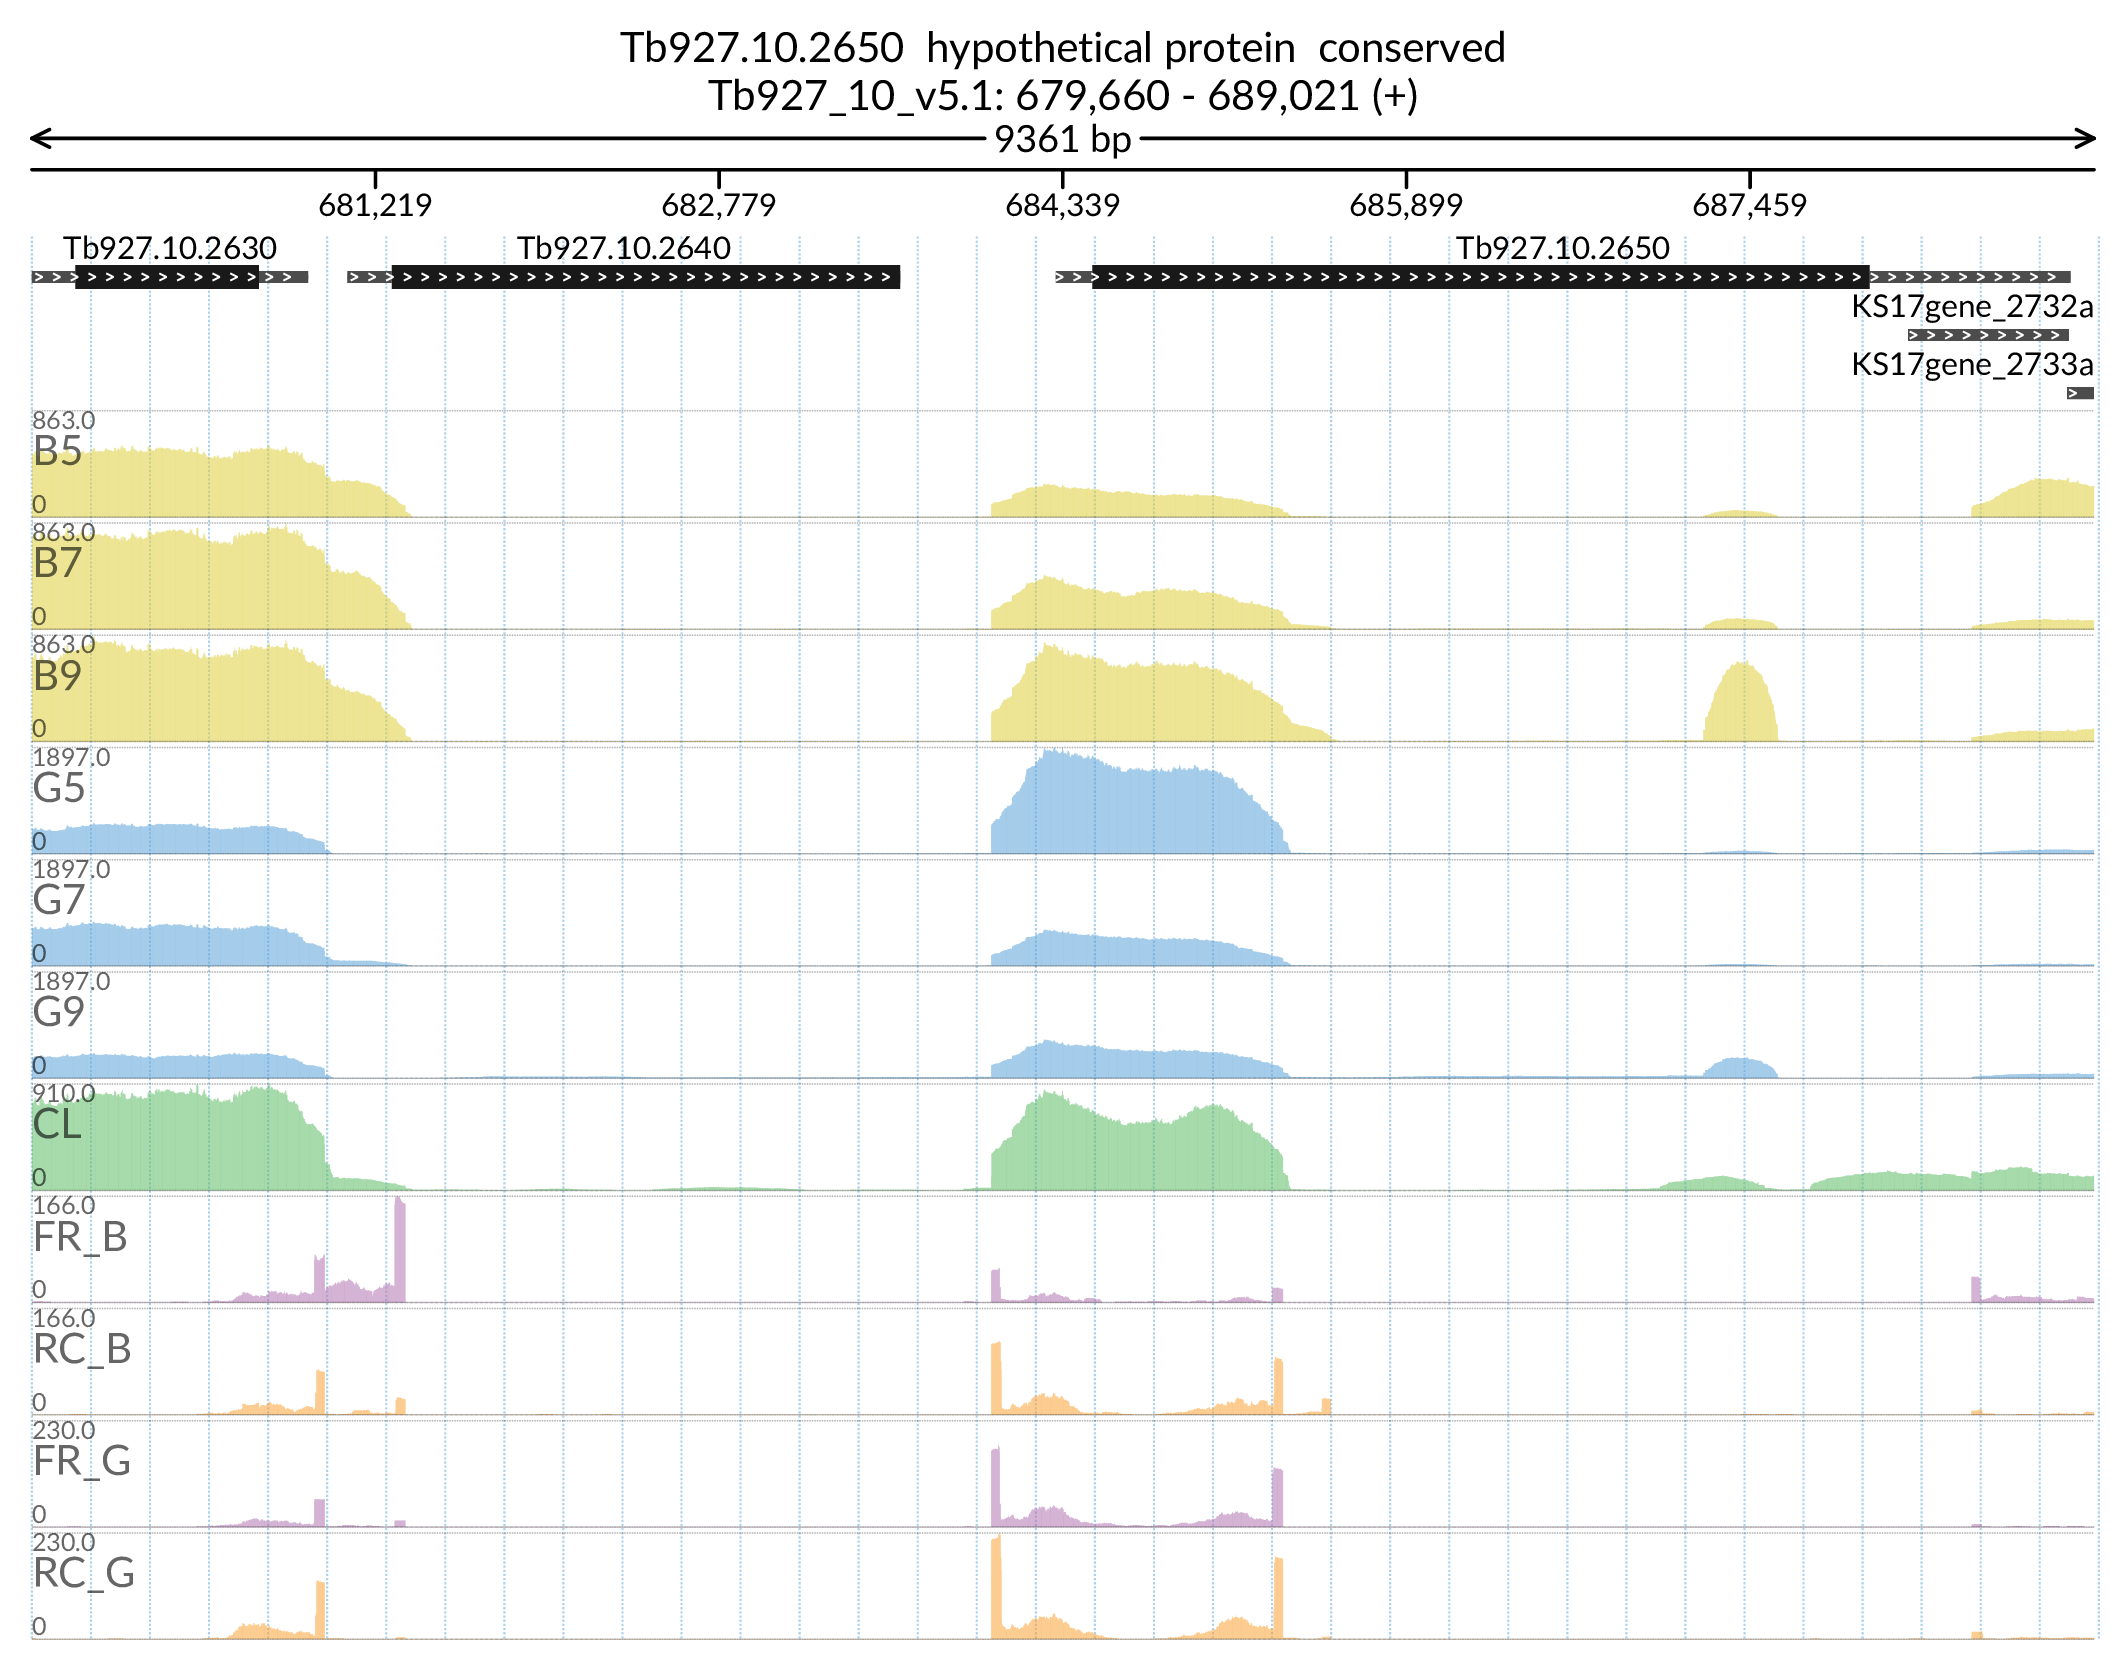 Tb927.10.2650  hypothetical protein  conserved
Tb927_10_v5.1: 679,660 - 689,021 (+)
9361 bp
681,219 682,779 684,339 685,899 687,459
Tb927.10.2630 Tb927.10.2640 Tb927.10.2650
KS17gene_2732a
KS17gene_2733a
863.0
B5
0
863.0
B7
0
863.0
B9
0
1897.0
G5
0
1897.0
G7
0
1897.0
G9
0
910.0
CL
0
166.0
FR_B
0
166.0
RC_B
0
230.0
FR_G
0
230.0
RC_G
0